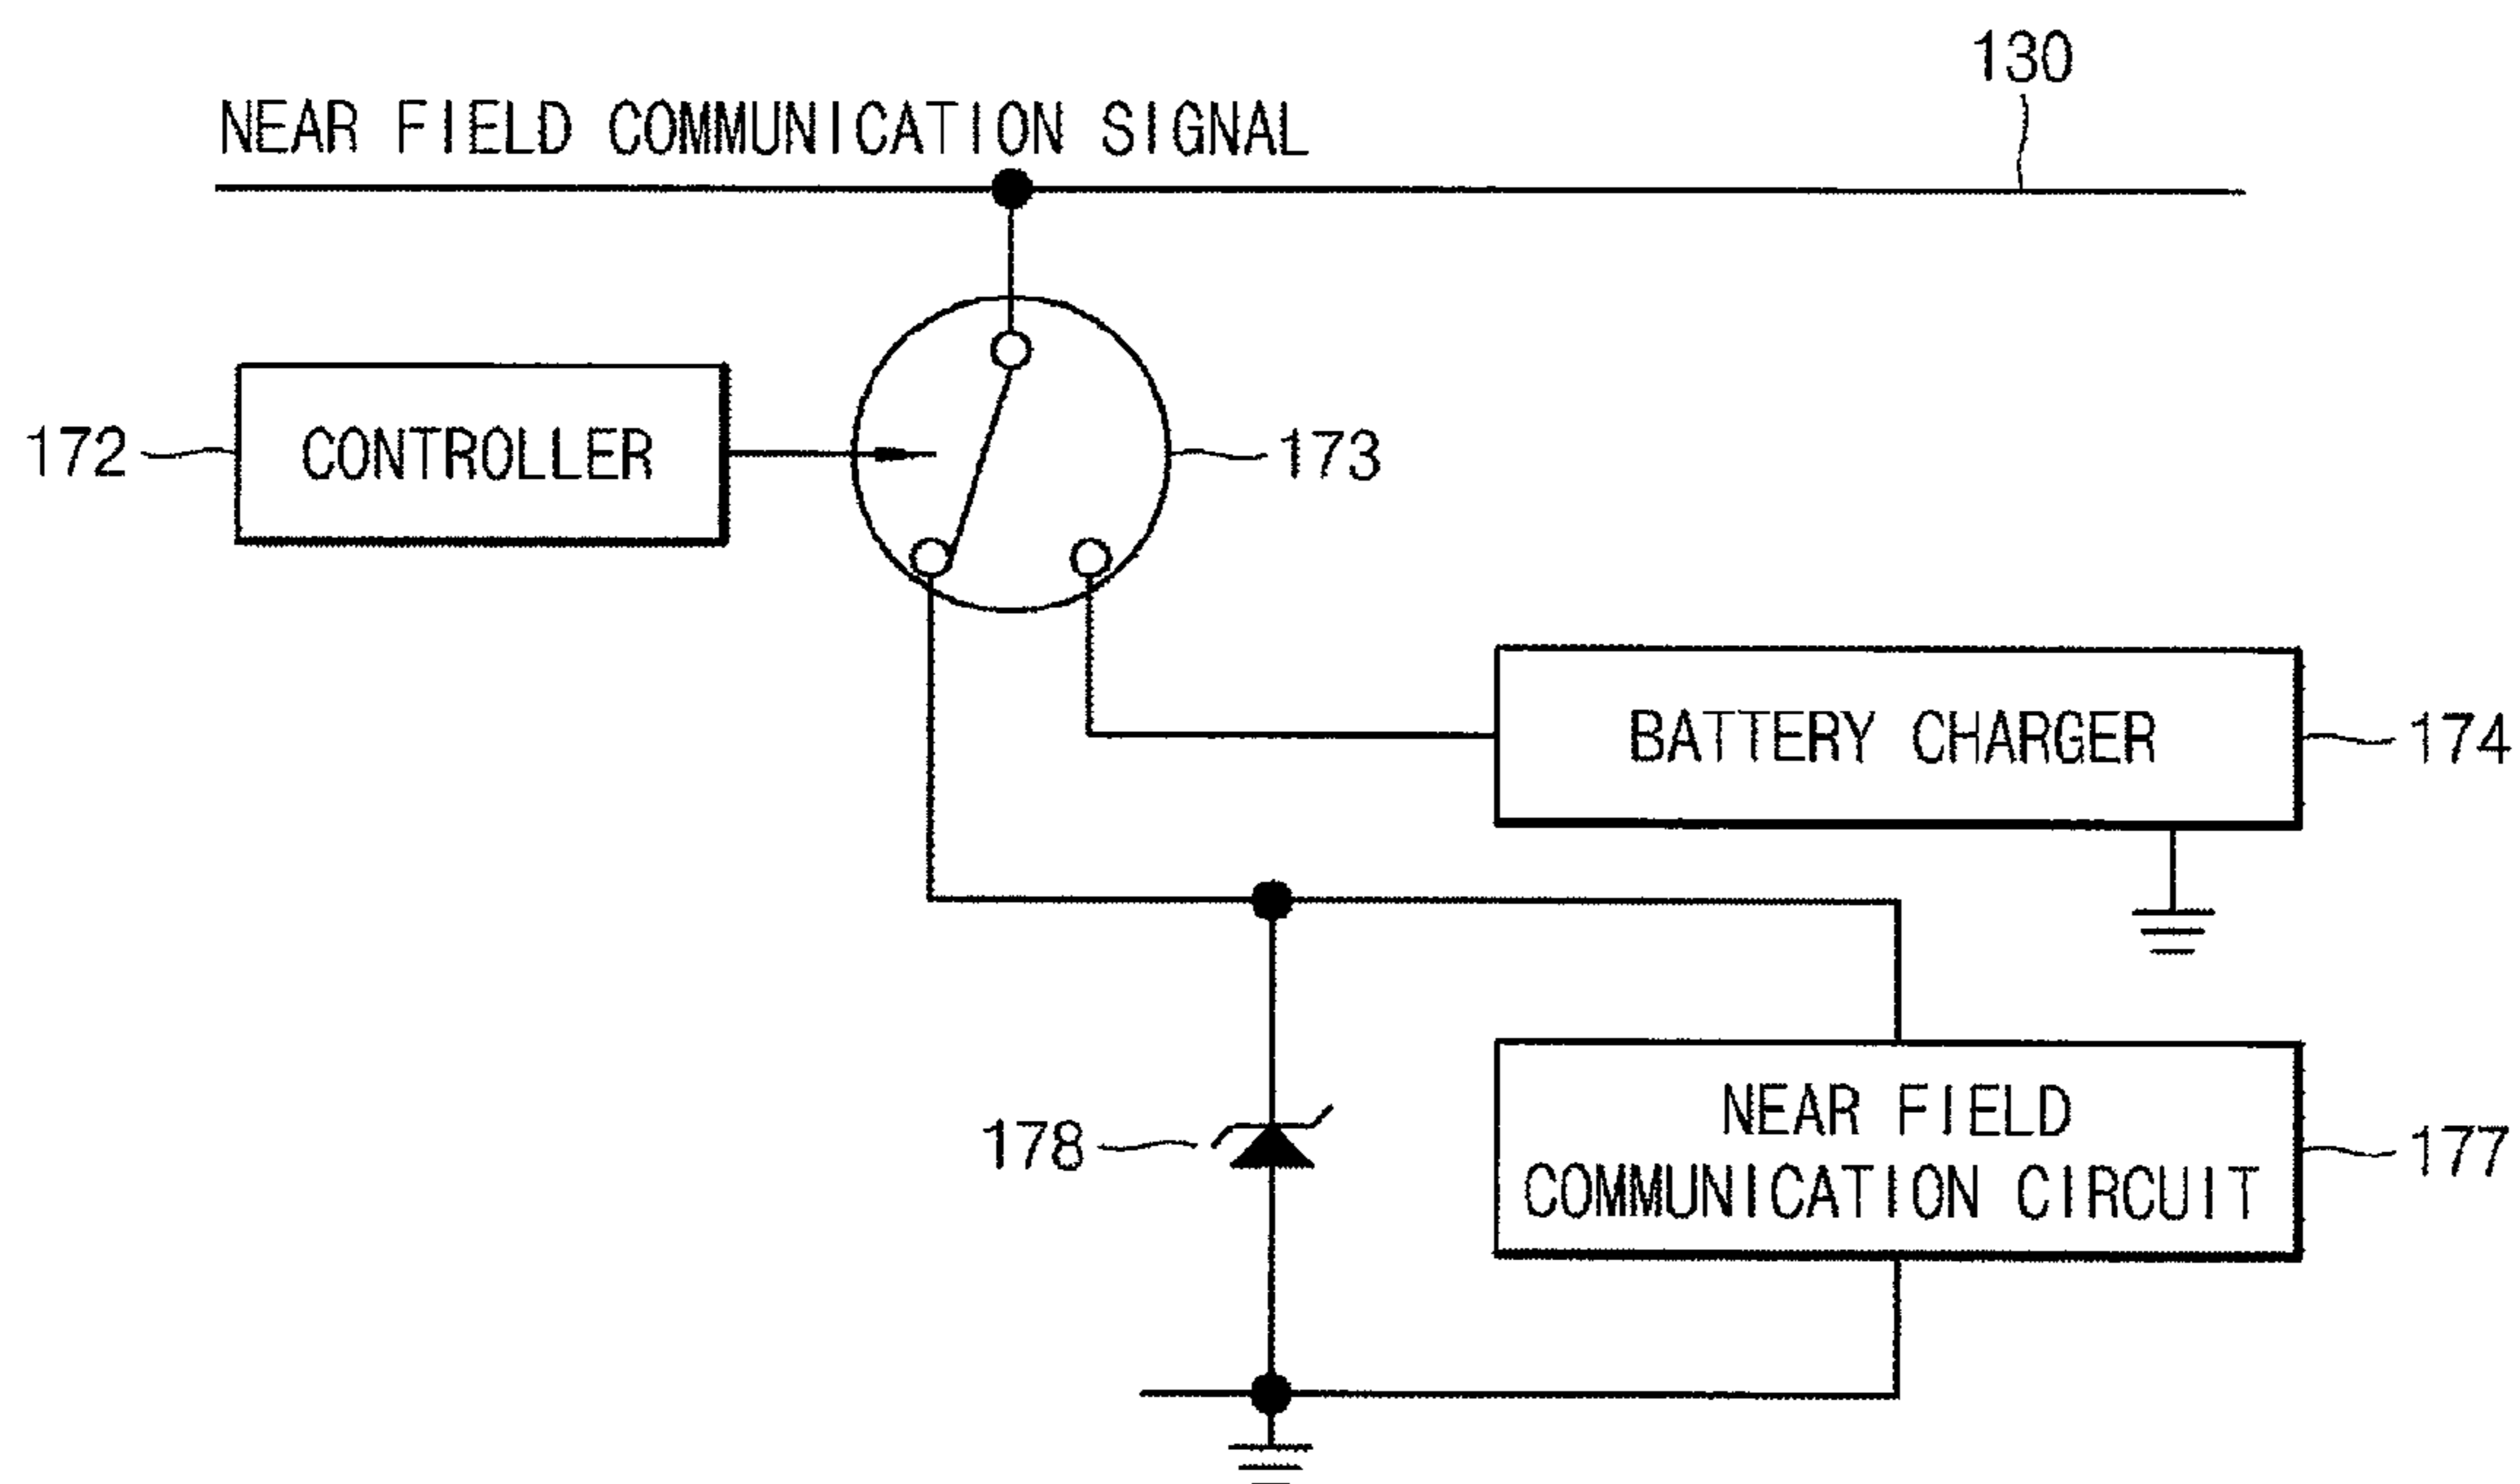 130
NEAR FIELD COMMUNICATION SIGNAL
172
CONTROLLER
173
BATTERY CHARGER
174
178
NEAR FIELD
COMMUNICATION CIRCUIT
177